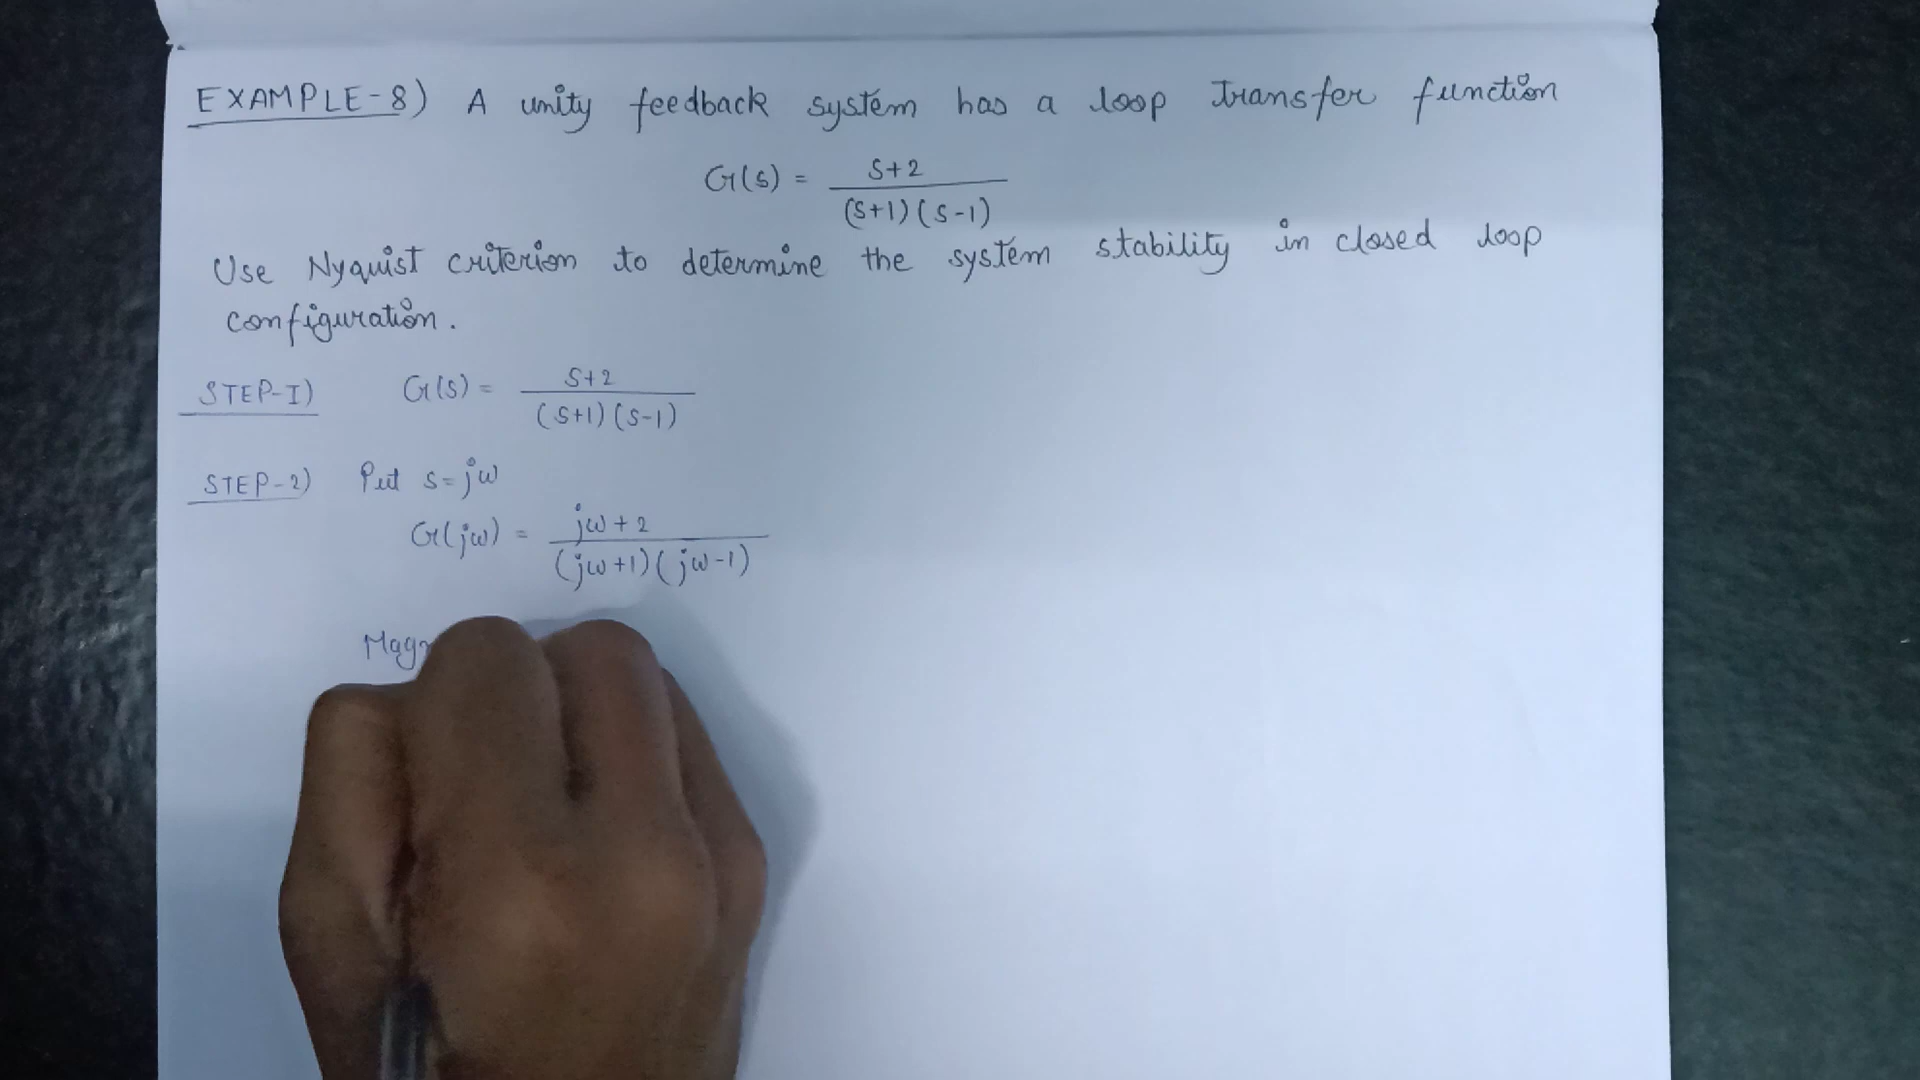 EXAMPLE-8) A unity feedback system has a loop transfer function
G(s) = s+2 / (s+1)(s-1)
Use Nyquist criterion to determine the system stability in closed loop
configuration.
STEP-I) G(s) = s+2 / (s+1)(s-1)
STEP-2) Put s=jω
G(jω) = jω+2 / (jω+1)(jω-1)